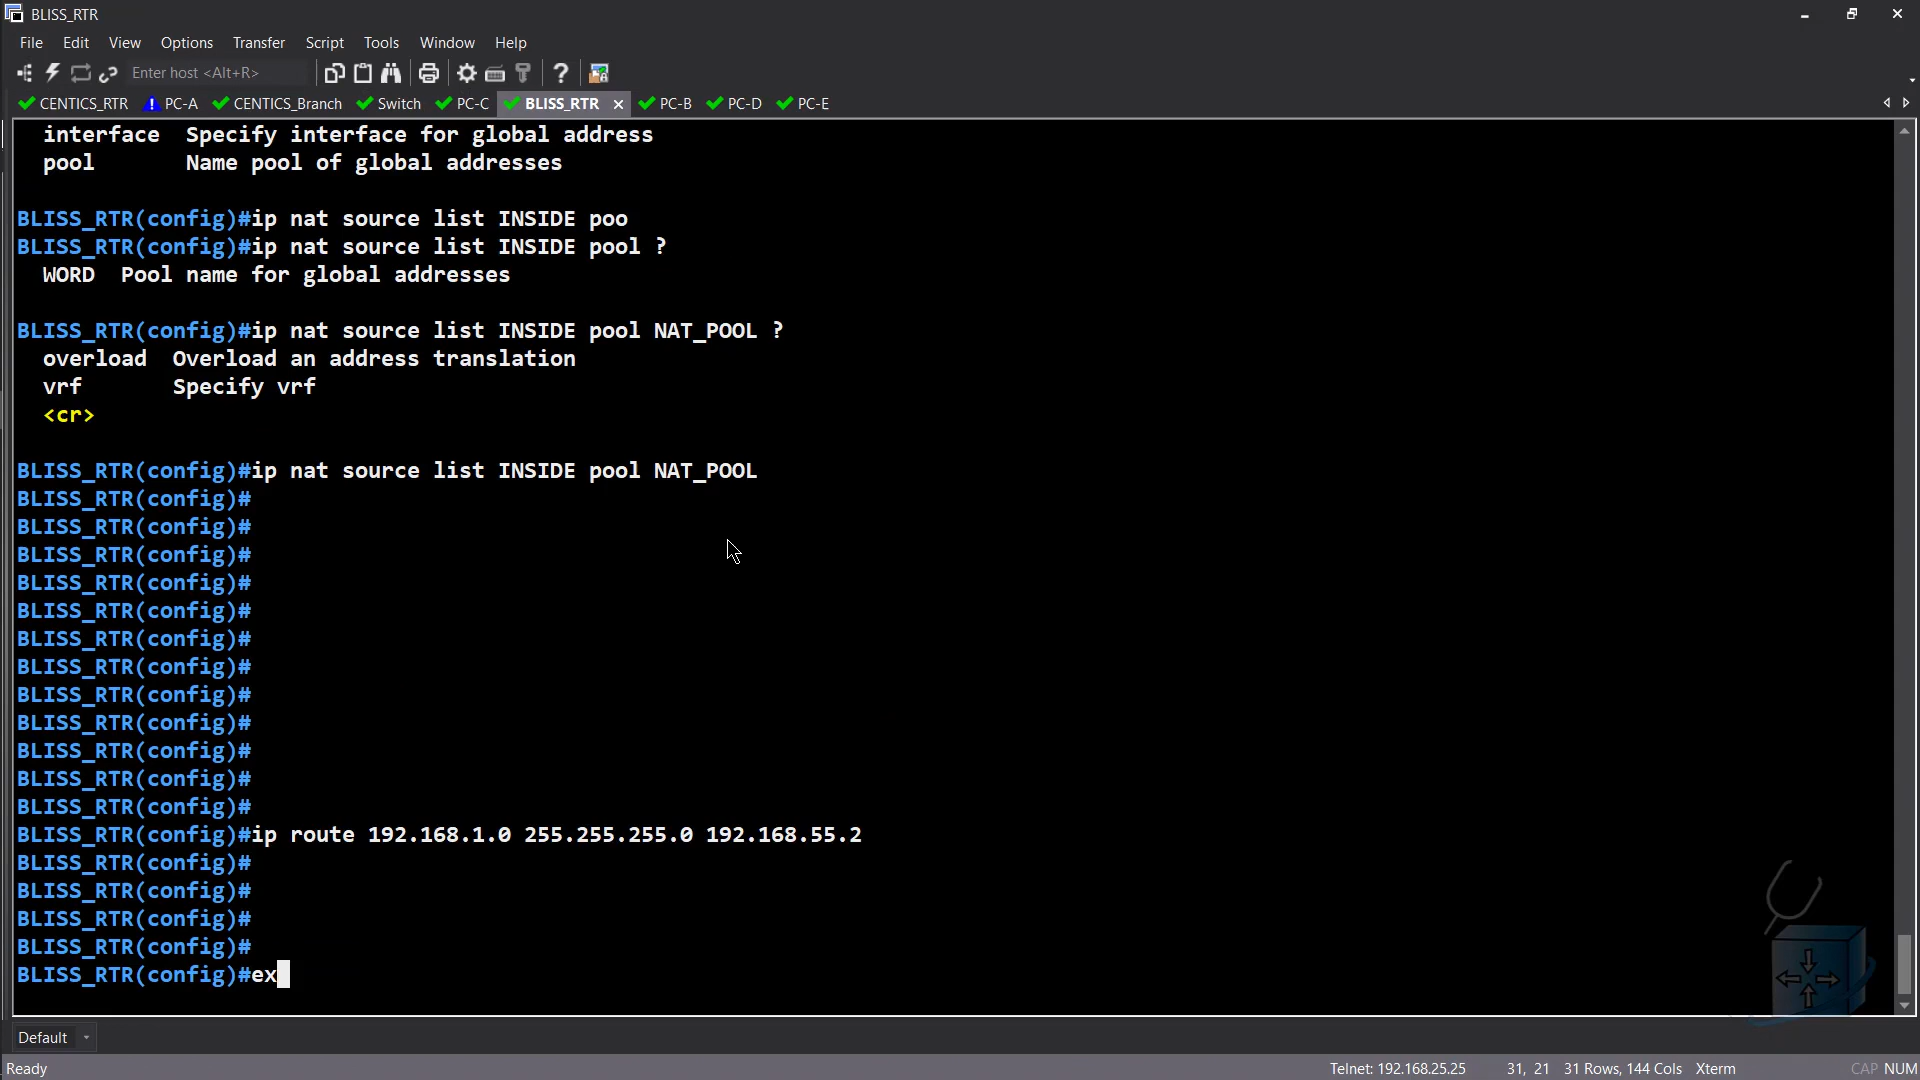 BLISS_RTR
File Edit View Options Transfer Script Tools Window Help
Enter host <Alt+R>
CENTICS_RTR PC-A CENTICS_Branch Switch PC-C BLISS_RTR PC-B PC-D PC-E
interface  Specify interface for global address
pool       Name pool of global addresses
BLISS_RTR(config)#ip nat source list INSIDE poo
BLISS_RTR(config)#ip nat source list INSIDE pool ?
WORD  Pool name for global addresses
BLISS_RTR(config)#ip nat source list INSIDE pool NAT_POOL ?
overload  Overload an address translation
vrf       Specify vrf
<cr>
BLISS_RTR(config)#ip nat source list INSIDE pool NAT_POOL
BLISS_RTR(config)#
BLISS_RTR(config)#
BLISS_RTR(config)#
BLISS_RTR(config)#
BLISS_RTR(config)#
BLISS_RTR(config)#
BLISS_RTR(config)#
BLISS_RTR(config)#
BLISS_RTR(config)#
BLISS_RTR(config)#
BLISS_RTR(config)#
BLISS_RTR(config)#
BLISS_RTR(config)#ip route 192.168.1.0 255.255.255.0 192.168.55.2
BLISS_RTR(config)#
BLISS_RTR(config)#
BLISS_RTR(config)#
BLISS_RTR(config)#
BLISS_RTR(config)#ex
Default
Ready Telnet: 192.168.25.25 31, 21 31 Rows, 144 Cols Xterm CAP NUM